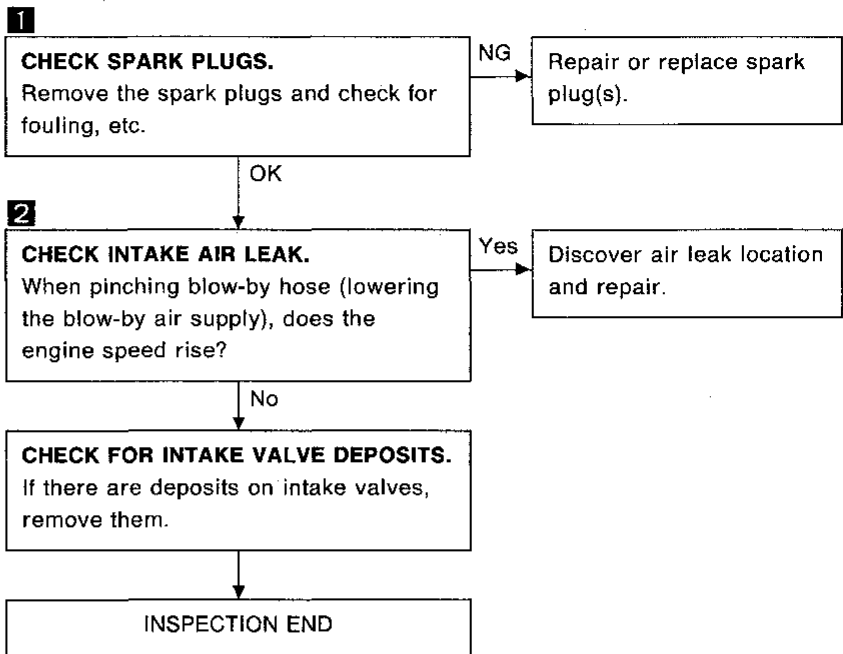 1
CHECK SPARK PLUGS.
Remove the spark plugs and check for
fouling, etc.
NG
Repair or replace spark
plug(s).
OK
2
CHECK INTAKE AIR LEAK.
When pinching blow-by hose (lowering
the blow-by air supply), does the
engine speed rise?
Yes
Discover air leak location
and repair.
No
CHECK FOR INTAKE VALVE DEPOSITS.
If there are deposits on intake valves,
remove them.
INSPECTION END